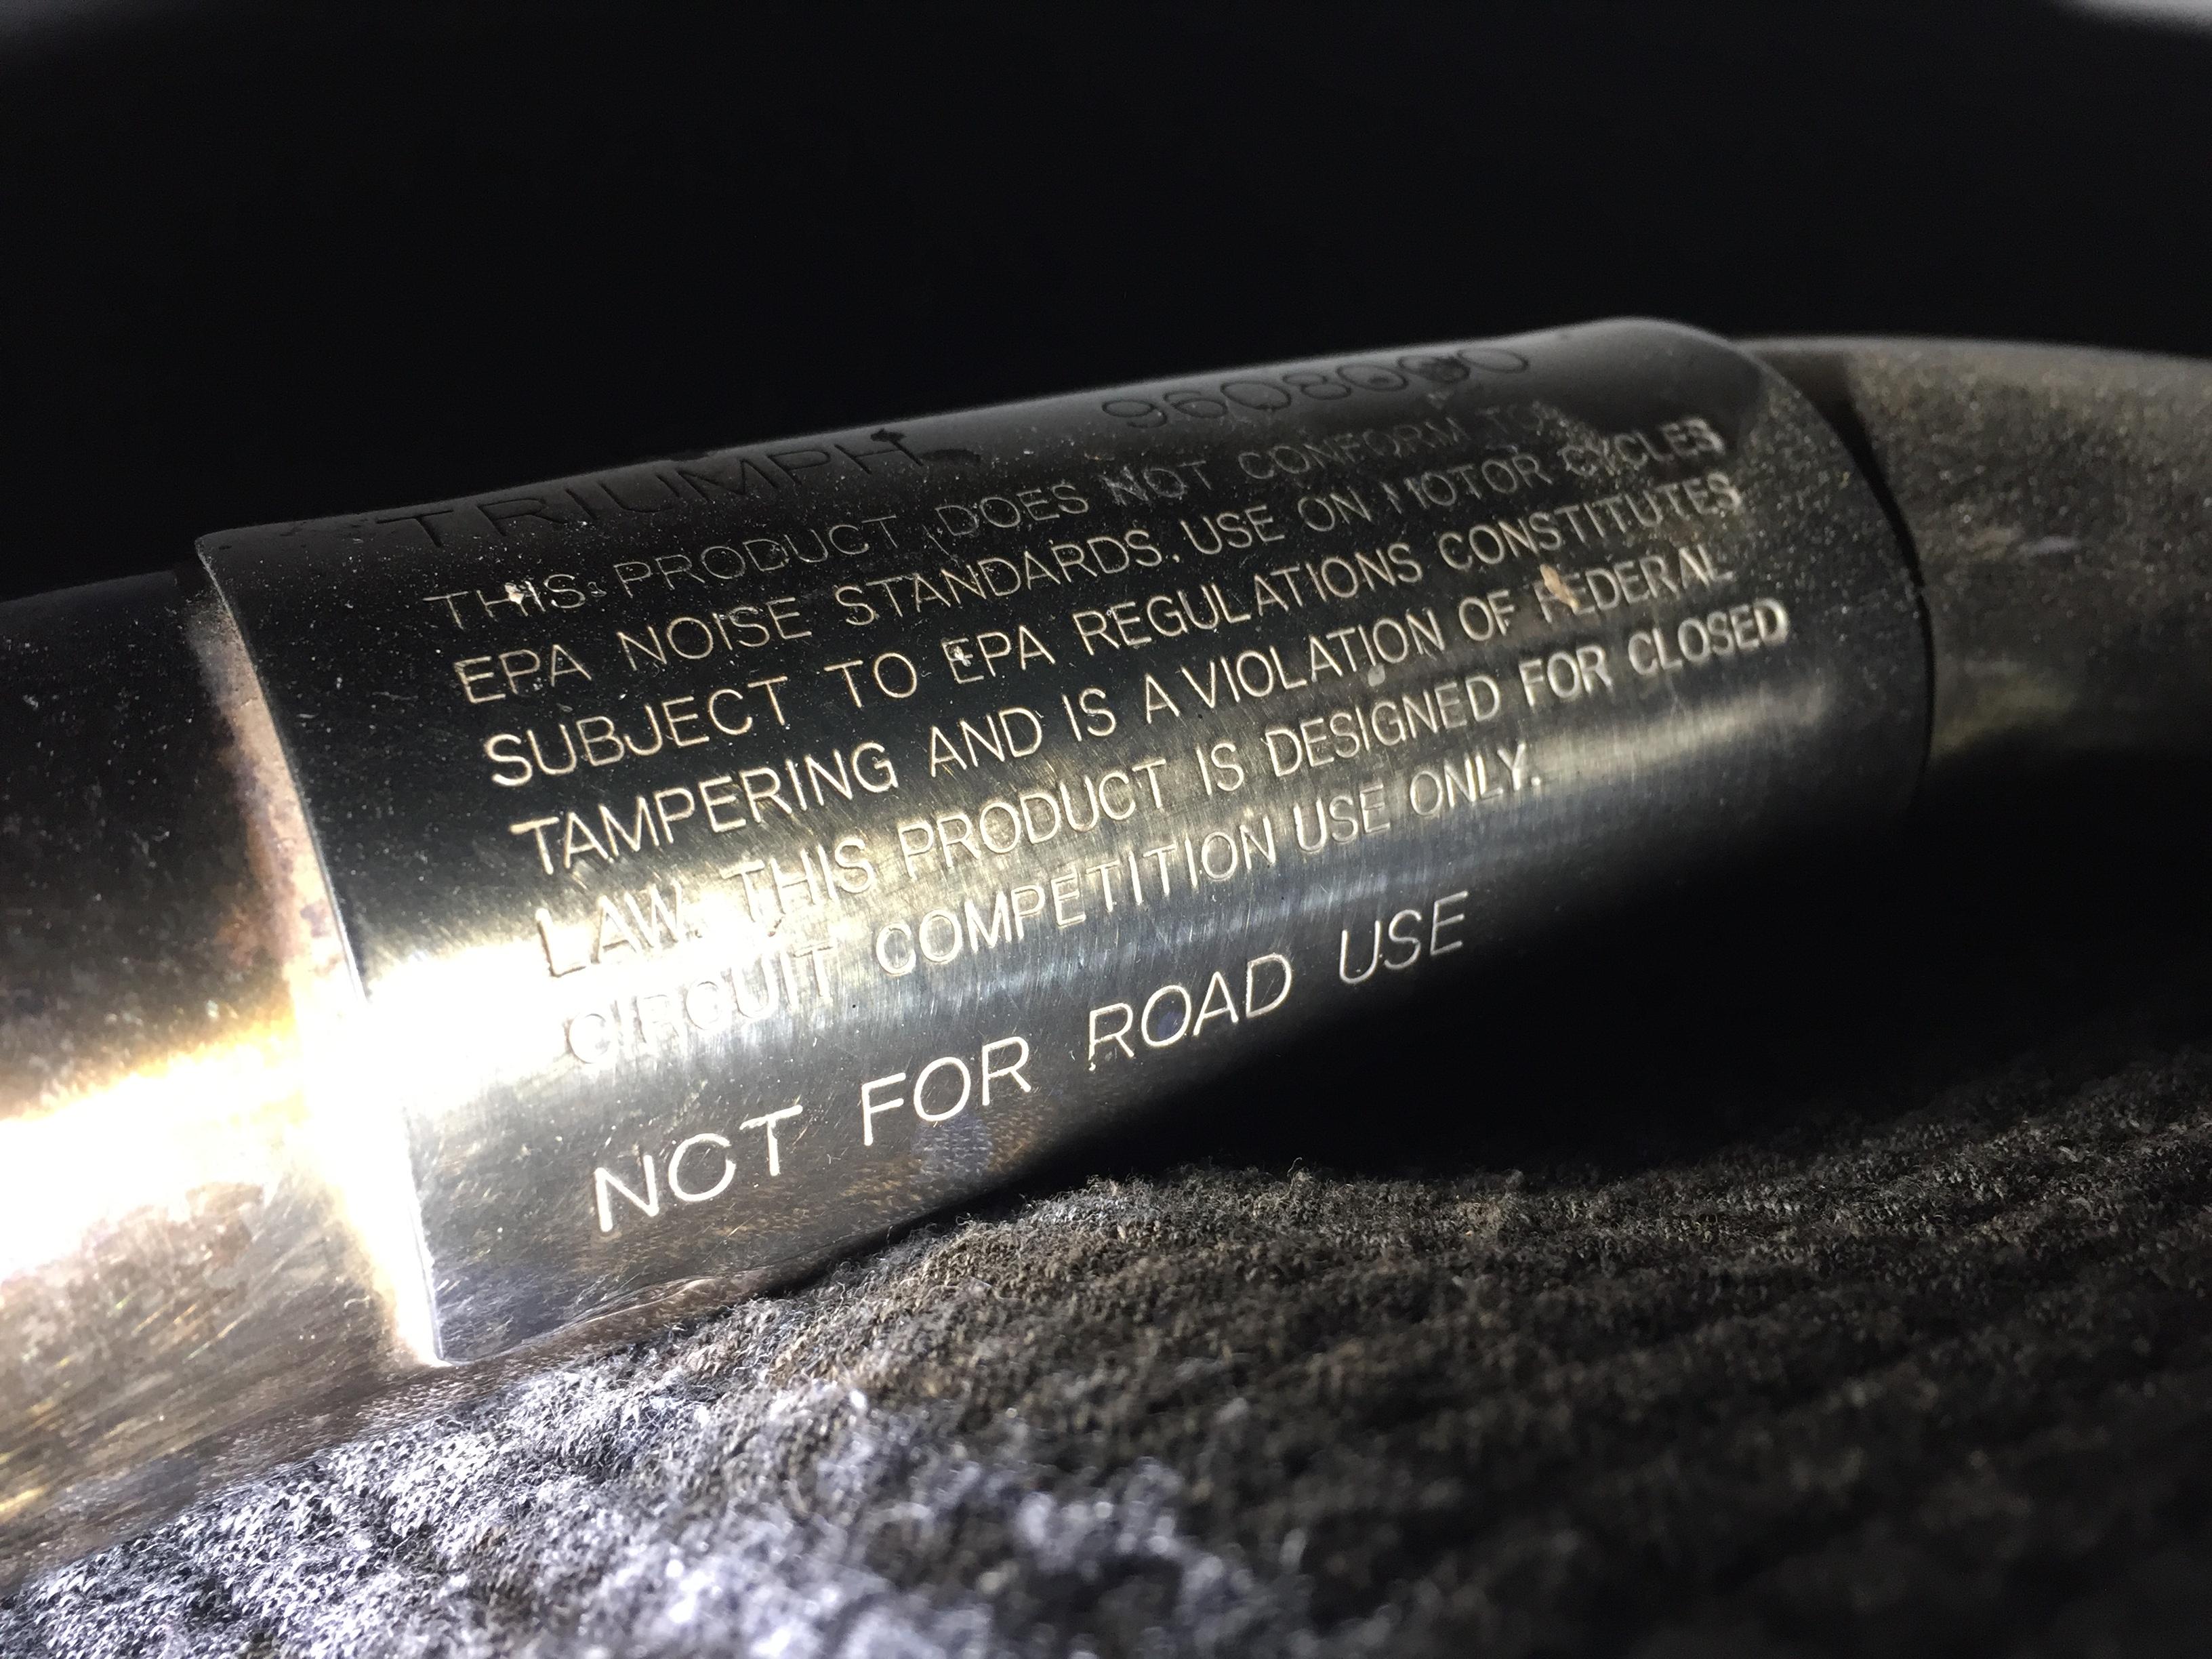 TRIUMPH 9608090
THIS PRODUCT DOES NOT CONFORM TO
EPA NOISE STANDARDS. USE ON MOTOR CYCLES
SUBJECT TO EPA REGULATIONS CONSTITUTES
TAMPERING AND IS A VIOLATION OF FEDERAL
LAW. THIS PRODUCT IS DESIGNED FOR CLOSED
CIRCUIT COMPETITION USE ONLY.
NOT FOR ROAD USE